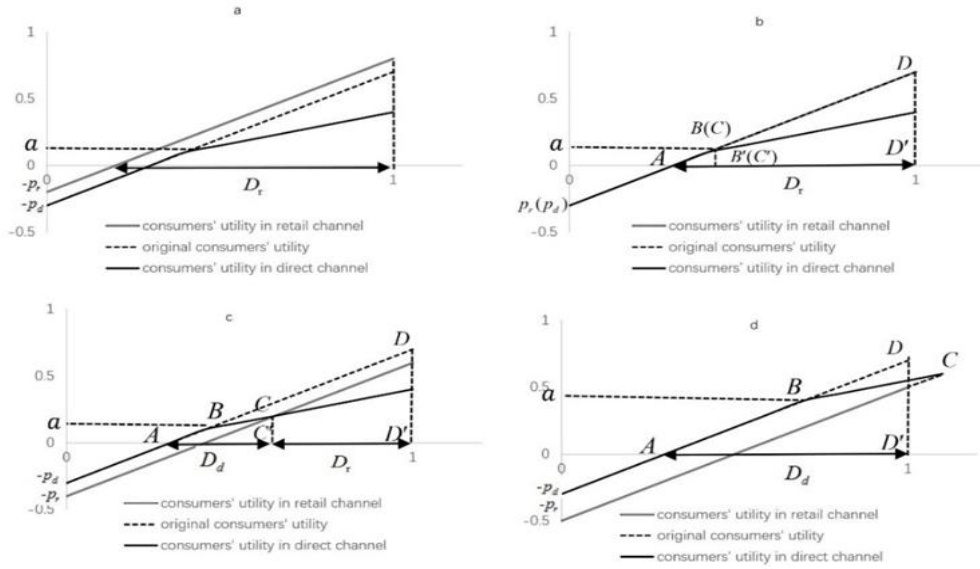 a
1
0.5
a
0
0
1
-p_r
-p_d
-0.5
D_r
consumers' utility in retail channel
original consumers' utility
consumers' utility in direct channel
b
1
D
0.5
B(C)
a
A
B'(C')
D'
0
0
1
D_r
p_r(p_d)
-0.5
consumers' utility in retail channel
original consumers' utility
consumers' utility in direct channel
c
1
D
0.5
B
C
a
A
C'
D'
0
0
D_d
D_r
1
-p_d
-p_r
-0.5
consumers' utility in retail channel
original consumers' utility
consumers' utility in direct channel
d
1
D
C
0.5
a
B
A
D'
0
0
1
D_d
-p_d
-p_r
-0.5
consumers' utility in retail channel
original consumers' utility
consumers' utility in direct channel